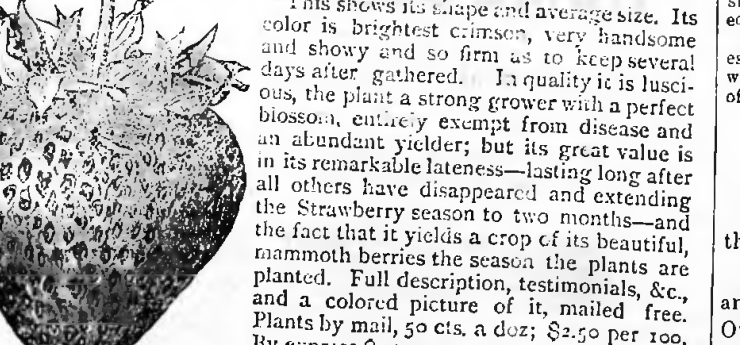 This shows its shape and average size. Its
color is brightest crimson, very handsome
and showy and so firm as to keep several
days after gathered. In quality it is lusci-
ous, the plant a strong grower with a perfect
blossom, entirely exempt from disease and
an abundant yielder; but its great value is
in its remarkable lateness—lasting long after
all others have disappeared and extending
the Strawberry season to two months—and
the fact that it yields a crop of its beautiful,
mammoth berries the season the plants are
planted. Full description, testimonials, &c.,
and a colored picture of it, mailed free.
Plants by mail, 50 cts. a doz; $2.50 per 100.
By express